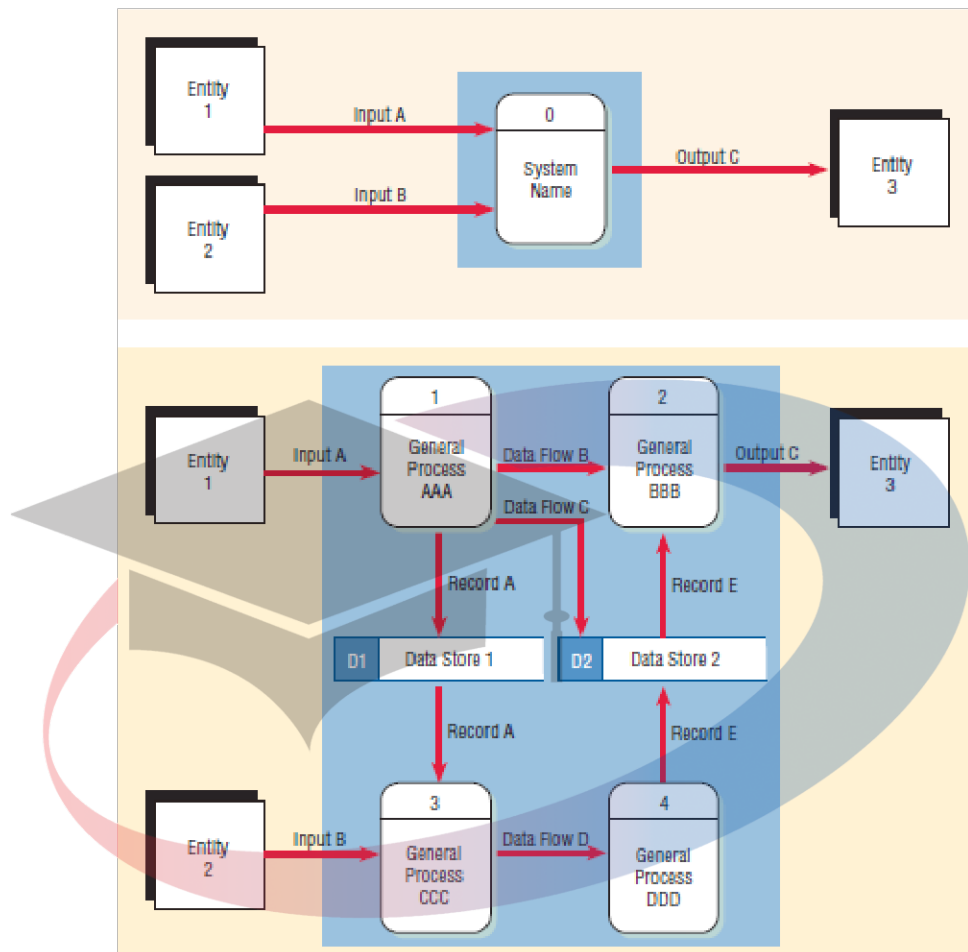 Entity
1
Input A
0
System
Name
Output C
Entity
3
Entity
2
Input B
Entity
1
Input A
1
General
Process
AAA
Data Flow B
Data Flow C
2
General
Process
BBB
Output C
Entity
3
Record A
Record E
D1 Data Store 1
D2 Data Store 2
Record A
Record E
Entity
2
Input B
3
General
Process
CCC
Data Flow D
4
General
Process
DDD